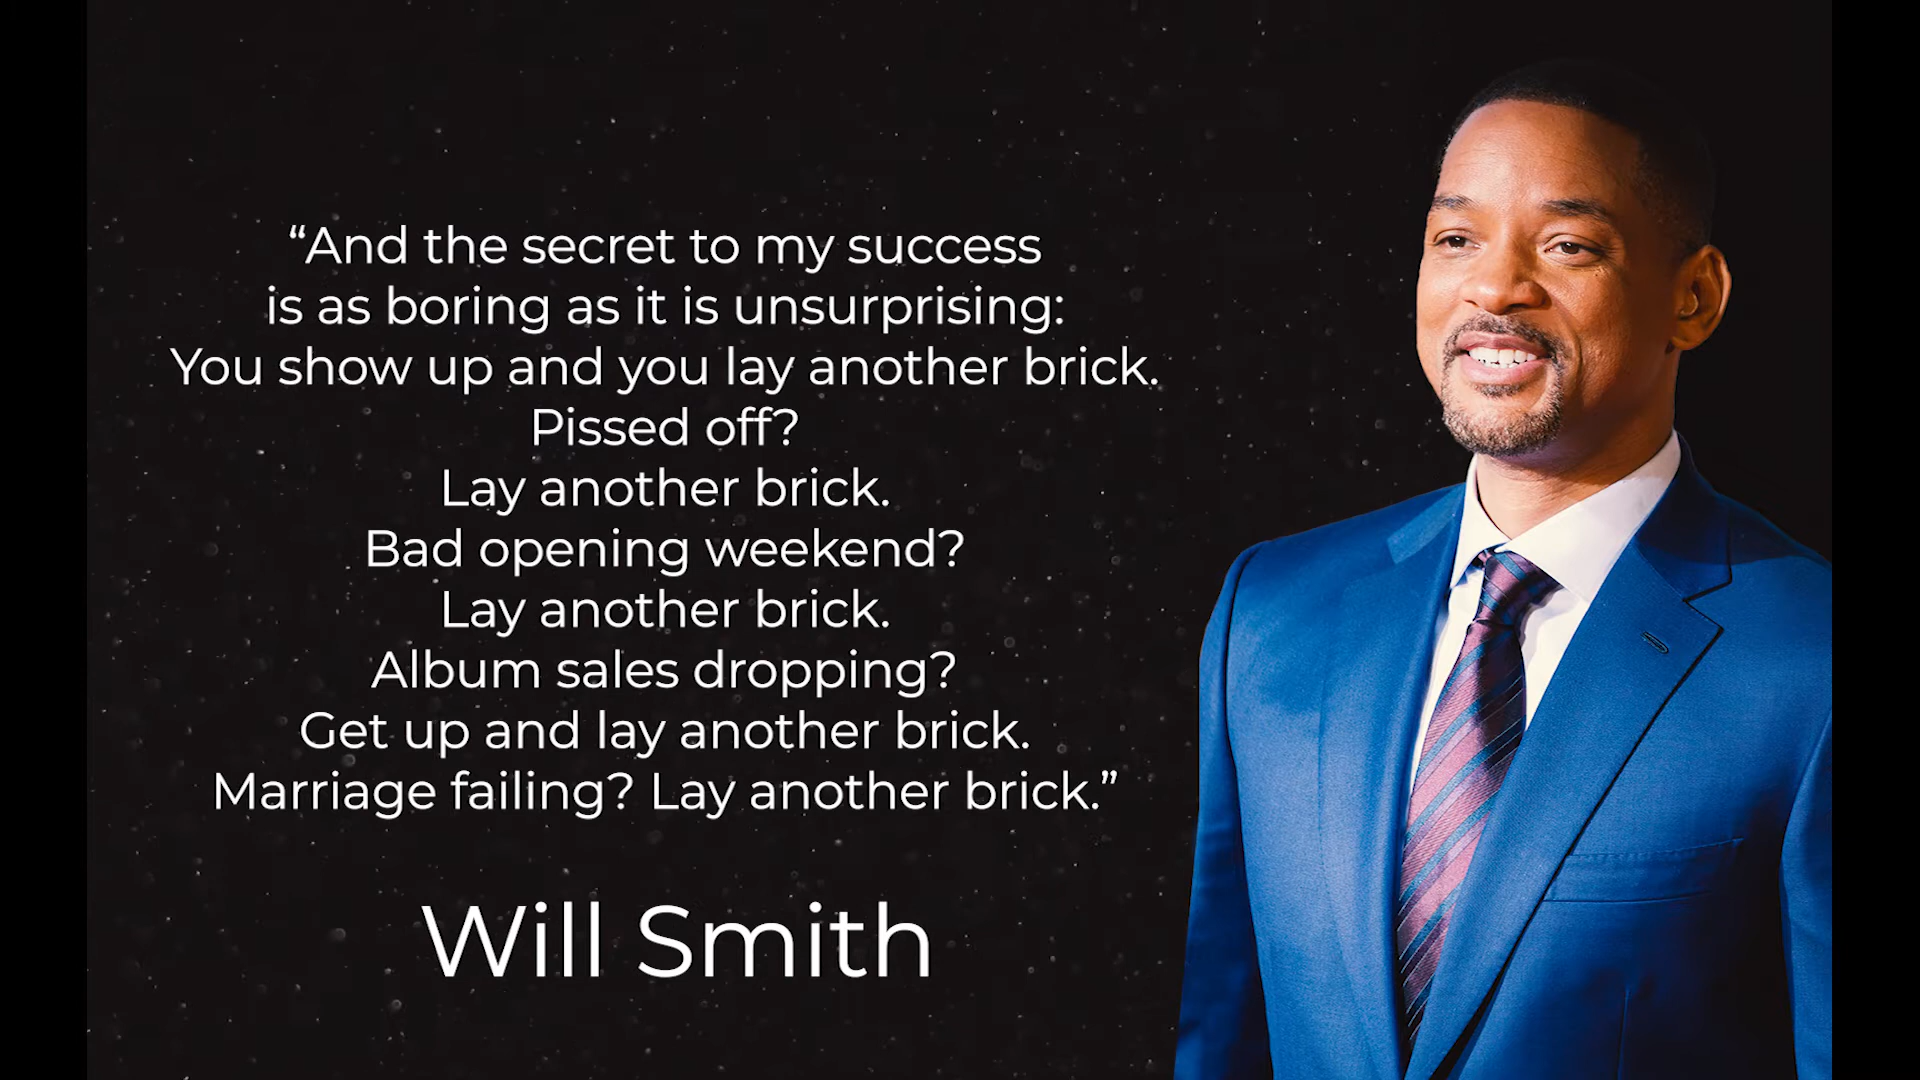 “And the secret to my success
is as boring as it is unsurprising:
You show up and you lay another brick.
Pissed off?
Lay another brick.
Bad opening weekend?
Lay another brick.
Album sales dropping?
Get up and lay another brick.
Marriage failing? Lay another brick.”
Will Smith